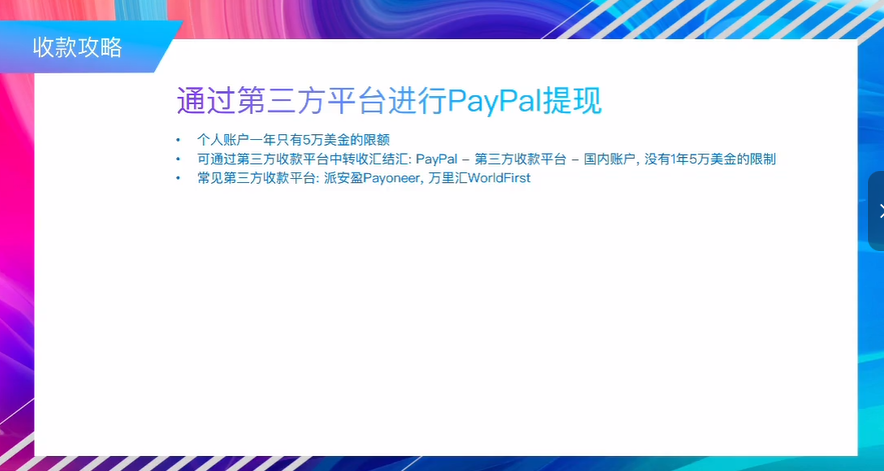 收款攻略
通过第三方平台进行PayPal提现
• 个人账户一年只有5万美金的限额
• 可通过第三方收款平台中转收汇结汇: PayPal – 第三方收款平台 – 国内账户, 没有1年5万美金的限制
• 常见第三方收款平台: 派安盈Payoneer, 万里汇WorldFirst